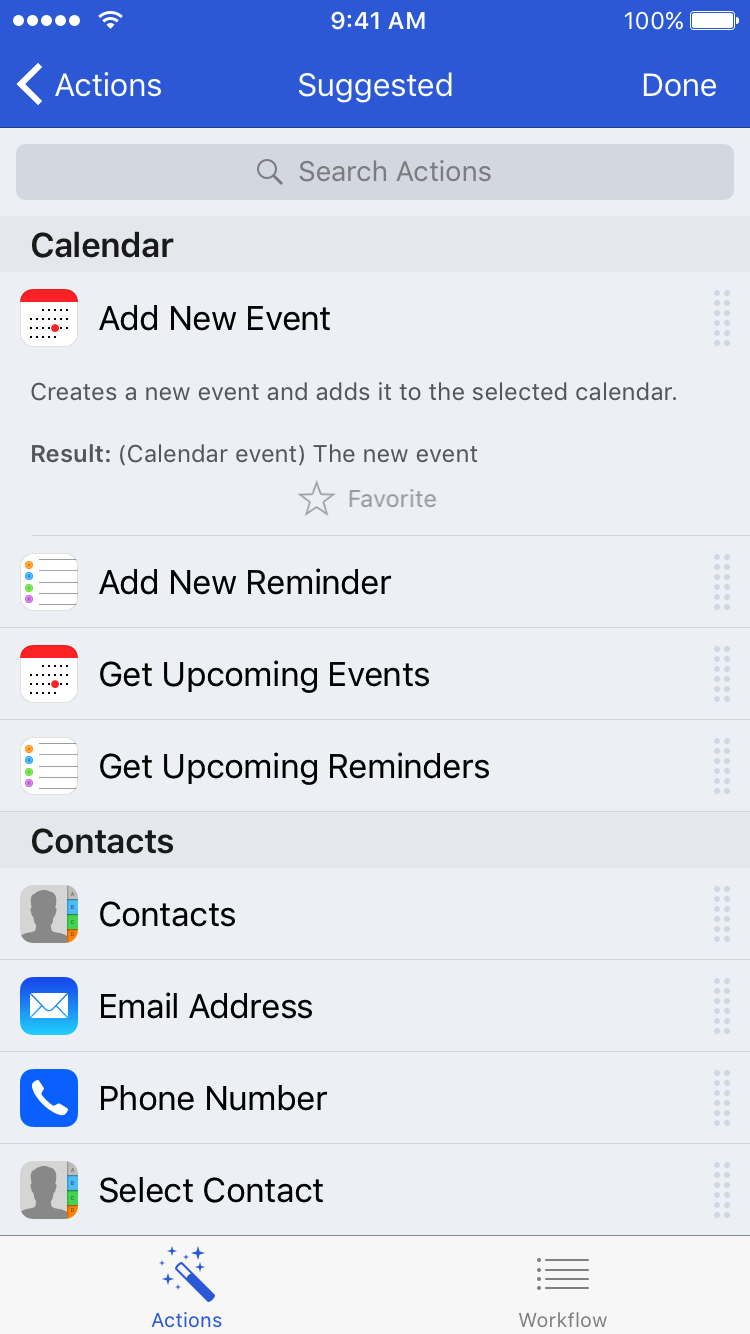 9:41 AM
100%
Actions
Suggested
Done
Search Actions
Calendar
Add New Event
Creates a new event and adds it to the selected calendar.
Result: (Calendar event) The new event
Favorite
Add New Reminder
Get Upcoming Events
Get Upcoming Reminders
Contacts
Contacts
Email Address
Phone Number
Select Contact
Actions
Workflow